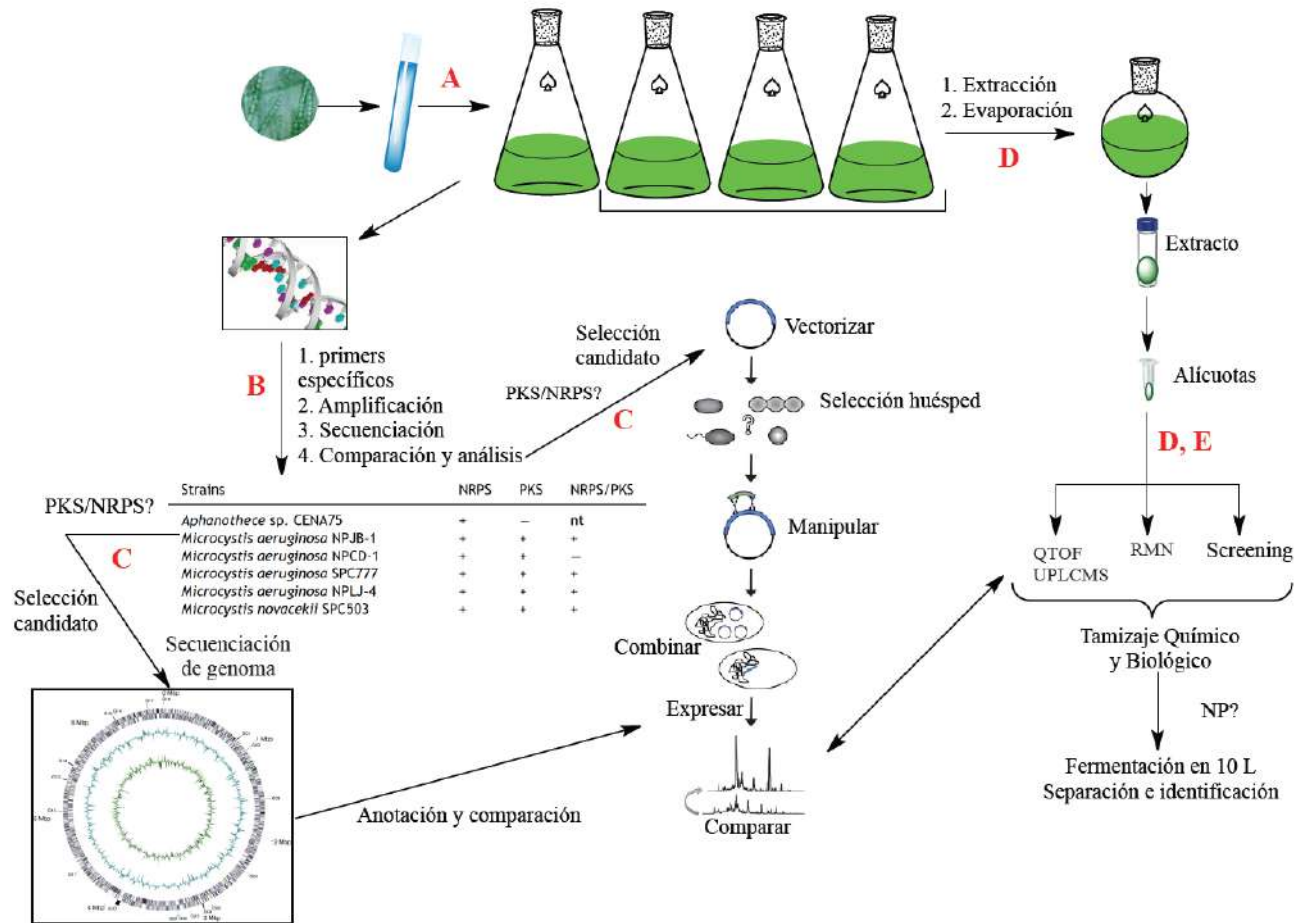 A
1. Extracción
2. Evaporación
D
Extracto
Alícuotas
D, E
QTOF
UPLCMS
RMN
Screening
Tamizaje Químico
y Biológico
NP?
Fermentación en 10 L
Separación e identificación
B
1. primers
específicos
2. Amplificación
3. Secuenciación
4. Comparación y análisis
Selección
candidato
PKS/NRPS?
C
Vectorizar
Selección huésped
?
Manipular
Combinar
Expresar
Comparar
Strains NRPS PKS NRPS/PKS
Aphanothece sp. CENA75 + – nt
Microcystis aeruginosa NPJB-1 + + +
Microcystis aeruginosa NPCD-1 + + –
Microcystis aeruginosa SPC777 + + +
Microcystis aeruginosa NPLJ-4 + + +
Microcystis novacekii SPC503 + + +
PKS/NRPS?
C
Selección
candidato
Secuenciación
de genoma
0 Mbp
1 Mbp
Anotación y comparación